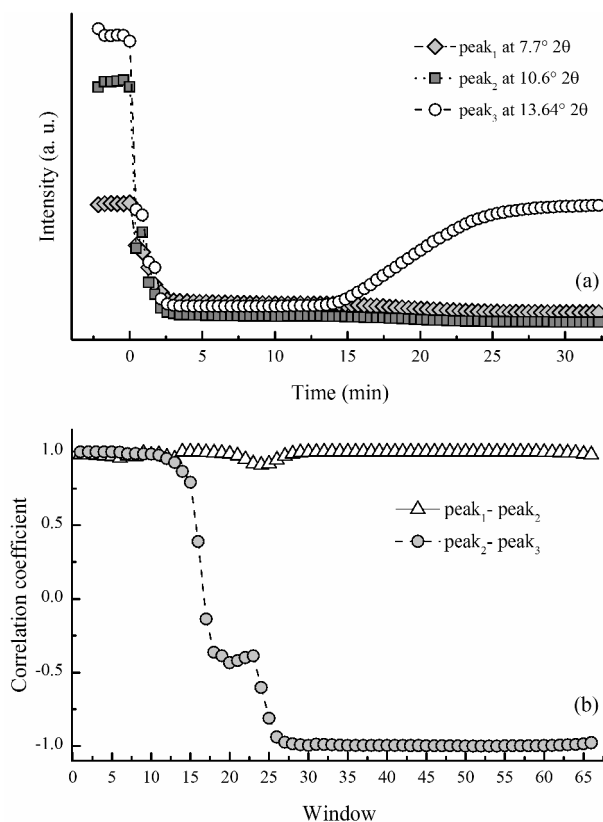 peak₁ at 7.7° 2θ
peak₂ at 10.6° 2θ
peak₃ at 13.64° 2θ
Intensity (a. u.)
(a)
0 5 10 15 20 25 30
Time (min)
1.0
0.5
-0.0
-0.5
-1.0
Correlation coefficient
peak₁- peak₂
peak₂- peak₃
(b)
0 5 10 15 20 25 30 35 40 45 50 55 60 65
Window